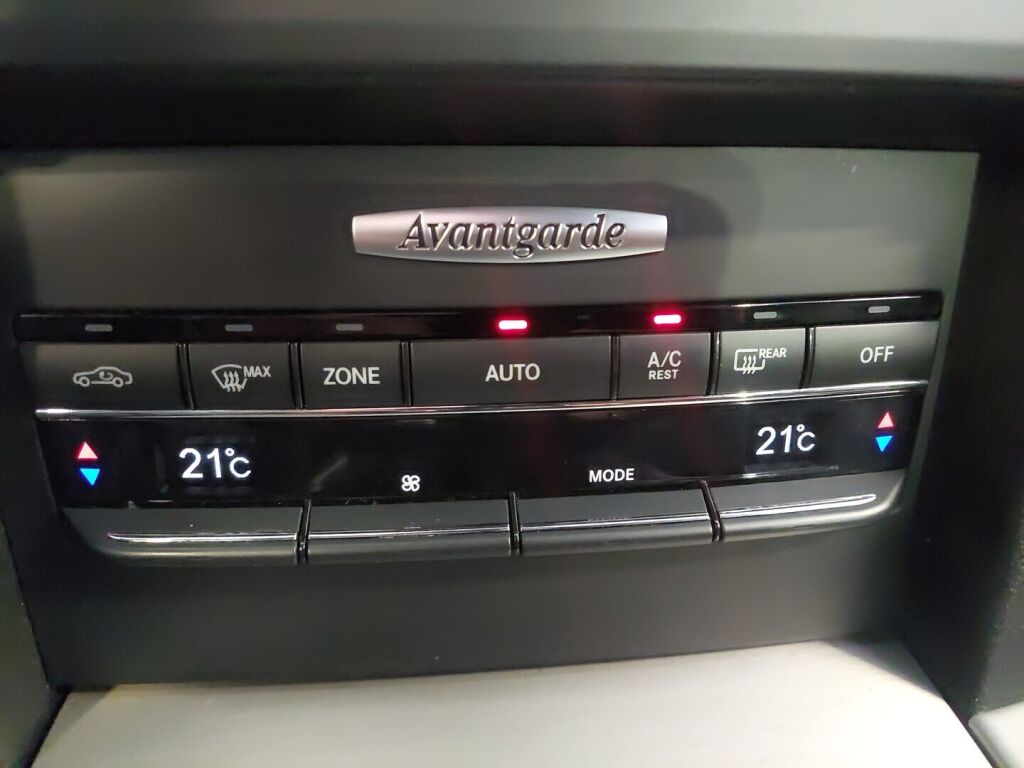 Avantgarde
MAX ZONE AUTO A/C REST REAR OFF
21°C MODE 21°C